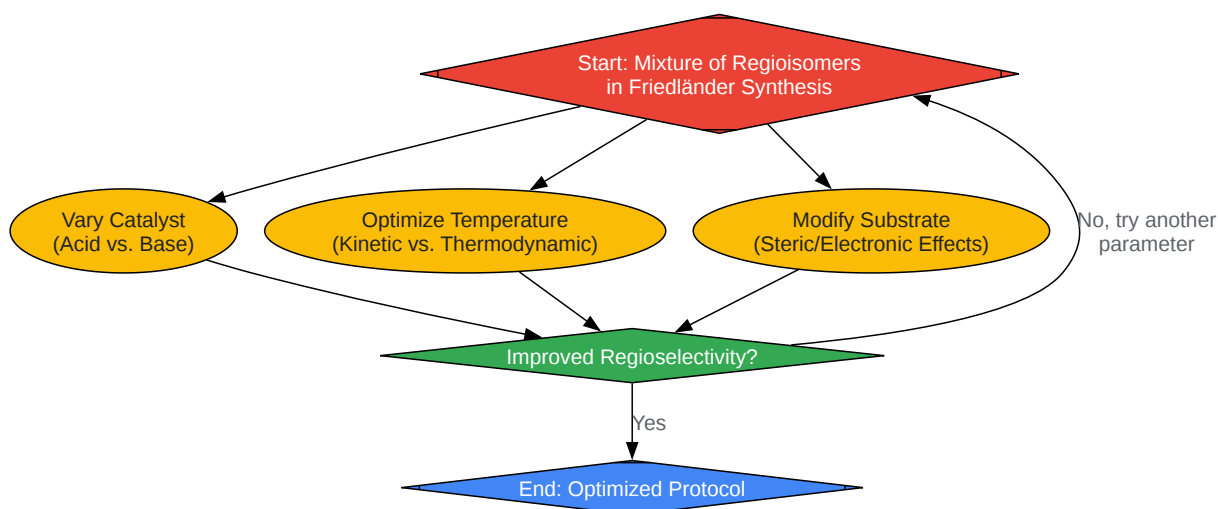 Start: Mixture of Regioisomers
in Friedländer Synthesis
Vary Catalyst
(Acid vs. Base)
Optimize Temperature
(Kinetic vs. Thermodynamic)
Modify Substrate
(Steric/Electronic Effects)
No, try another
parameter
Improved Regioselectivity?
Yes
End: Optimized Protocol